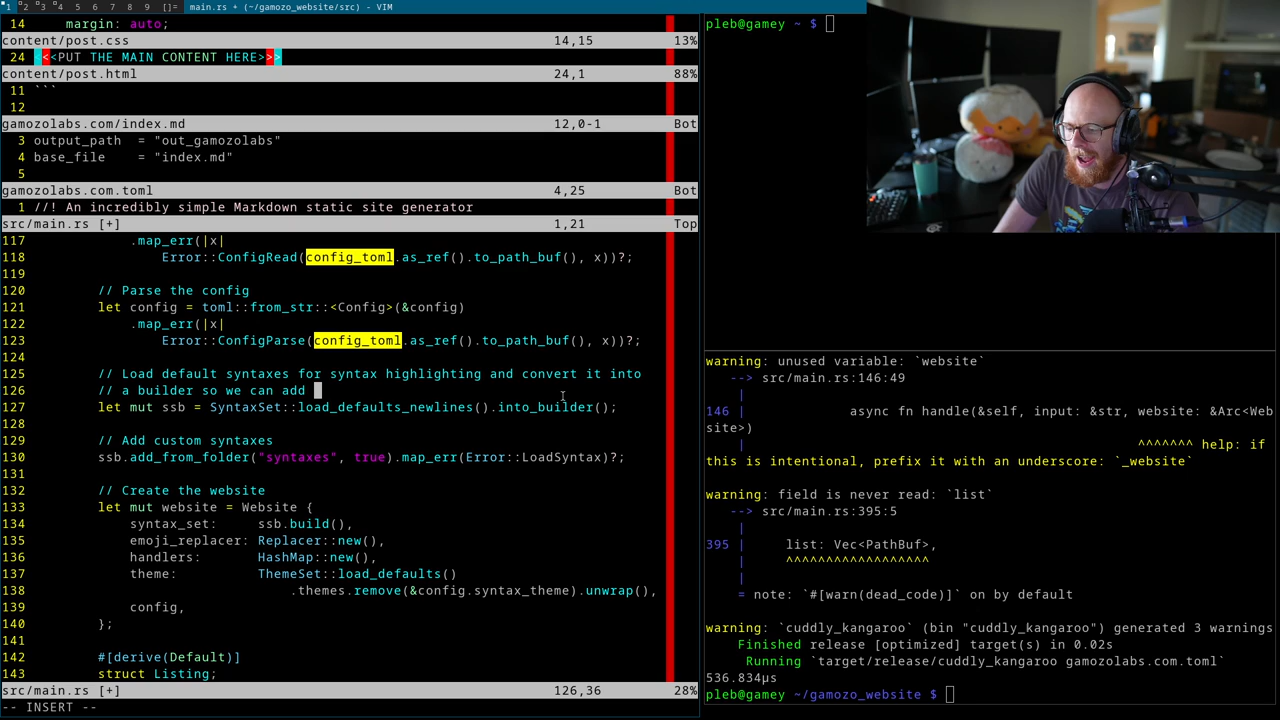 1 2 3 4 5 6 7 8 9 []= main.rs + (~/gamozo_website/src) - VIM
14     margin: auto;
content/post.css 14,15 13%
24 <<<PUT THE MAIN CONTENT HERE>>>
content/post.html 24,1 88%
11 ```
12
gamozolabs.com/index.md 12,0-1 Bot
3 output_path  = "out_gamozolabs"
4 base_file    = "index.md"
5
gamozolabs.com.toml 4,25 Bot
1 //! An incredibly simple Markdown static site generator
src/main.rs [+] 1,21 Top
117             .map_err(|x|
118                 Error::ConfigRead(config_toml.as_ref().to_path_buf(), x))?;
119
120         // Parse the config
121         let config = toml::from_str::<Config>(&config)
122             .map_err(|x|
123                 Error::ConfigParse(config_toml.as_ref().to_path_buf(), x))?;
124
125         // Load default syntaxes for syntax highlighting and convert it into
126         // a builder so we can add
127         let mut ssb = SyntaxSet::load_defaults_newlines().into_builder();
128
129         // Add custom syntaxes
130         ssb.add_from_folder("syntaxes", true).map_err(Error::LoadSyntax)?;
131
132         // Create the website
133         let mut website = Website {
134             syntax_set:     ssb.build(),
135             emoji_replacer: Replacer::new(),
136             handlers:       HashMap::new(),
137             theme:          ThemeSet::load_defaults()
138                                 .themes.remove(&config.syntax_theme).unwrap(),
139             config,
140         };
141
142         #[derive(Default)]
143         struct Listing;
src/main.rs [+] 126,36 28%
-- INSERT --
pleb@gamey ~ $
warning: unused variable: `website`
   --> src/main.rs:146:49
    |
146 |             async fn handle(&self, input: &str, website: &Arc<Web
site>)
    |                                                 ^^^^^^^ help: if
this is intentional, prefix it with an underscore: `_website`
warning: field is never read: `list`
   --> src/main.rs:395:5
    |
395 |     list: Vec<PathBuf>,
    |     ^^^^^^^^^^^^^^^^^^
    |
    = note: `#[warn(dead_code)]` on by default
warning: `cuddly_kangaroo` (bin "cuddly_kangaroo") generated 3 warnings
    Finished release [optimized] target(s) in 0.02s
     Running `target/release/cuddly_kangaroo gamozolabs.com.toml`
536.834µs
pleb@gamey ~/gamozo_website $